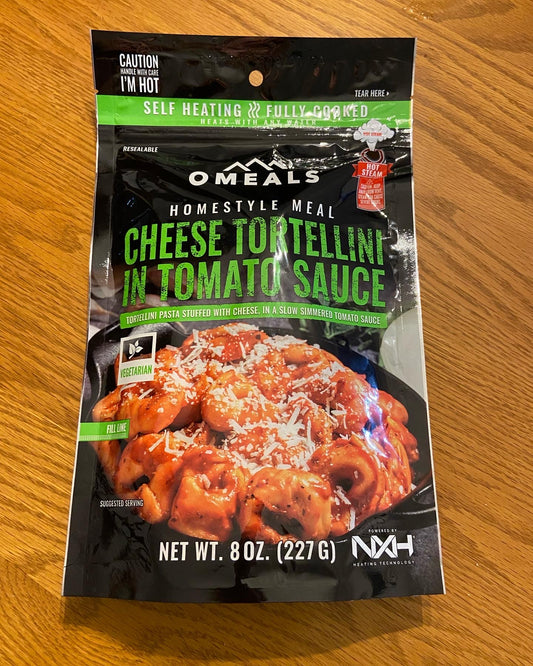 CAUTION
HANDLE WITH CARE
I'M HOT
TEAR HERE
SELF HEATING FULLY COOKED
HEATS WITH ANY WATER
RESEALABLE
HOT STEAM
HOT
STEAM
OMEALS
HOMESTYLE MEAL
CHEESE TORTELLINI
IN TOMATO SAUCE
TORTELLINI PASTA STUFFED WITH CHEESE, IN A SLOW SIMMERED TOMATO SAUCE
VEGETARIAN
FILL LINE
SUGGESTED SERVING
NET WT. 8 OZ. (227 G)
POWERED BY
NXH
HEATING TECHNOLOGY